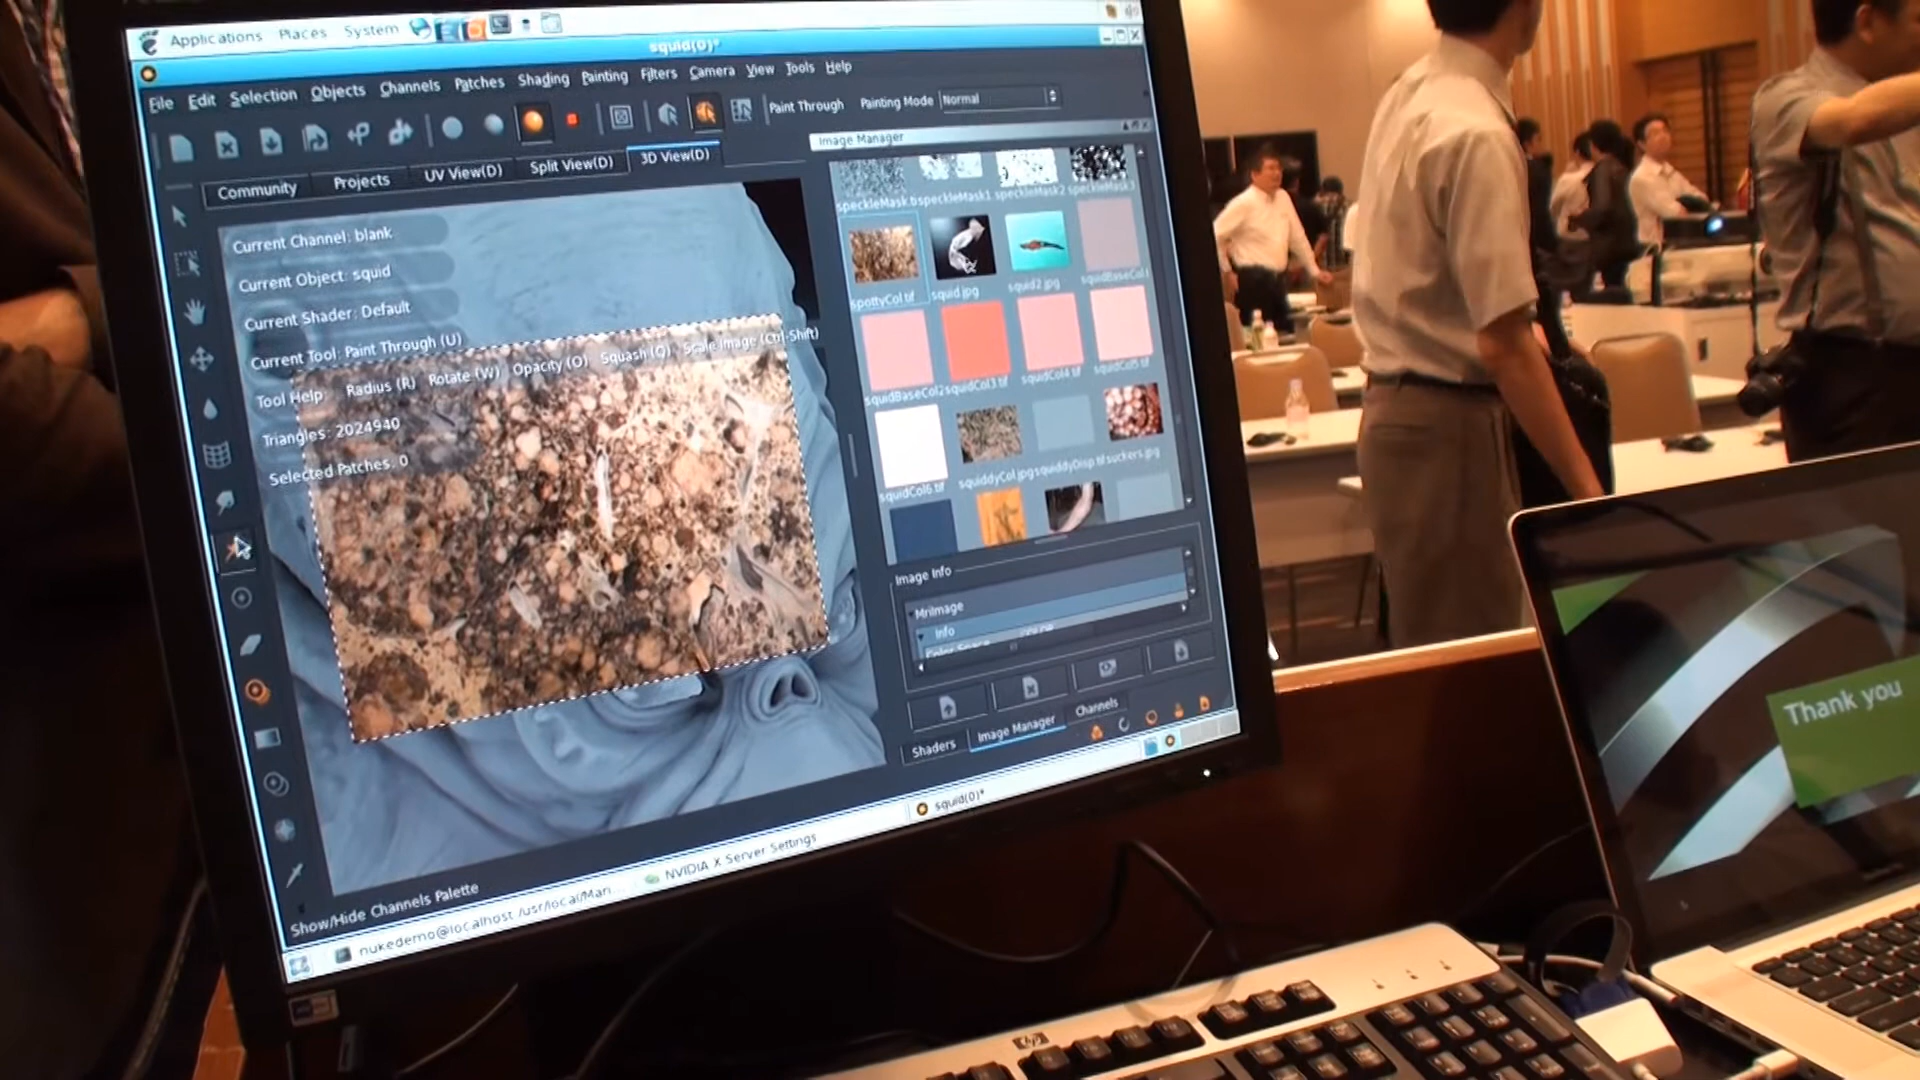 Applications Places System
squid(0)*
File Edit Selection Objects Channels Patches Shading Painting Filters Camera View Tools Help
Paint Through Painting Mode Normal
Community Projects UV View(D) Split View(D) 3D View(D)
Image Manager
Current Channel: blank
Current Object: squid
Current Shader: Default
Current Tool: Paint Through (U)
Tool Help Radius (R) Rotate (W) Opacity (O) Squash (Q) Scale Image (Ctrl-Shift)
Triangles: 2024940
Selected Patches: 0
speckleMask1 speckleMask2 speckleMask3
spottyCol.tif squid.jpg squid2.jpg squidBaseCol1
squidBaseCol2 squidCol3.tif squidCol4.tif squidCol5.tif
squidCol6.tif squiddyCol.jpg squiddyDisp.tif suckers.jpg
Image Info
MriImage
Info
Color Space
Shaders Image Manager Channels
Show/Hide Channels Palette
nukedemo@localhost:/usr/local/Mari... NVIDIA X Server Settings squid(0)*
hp
Thank you